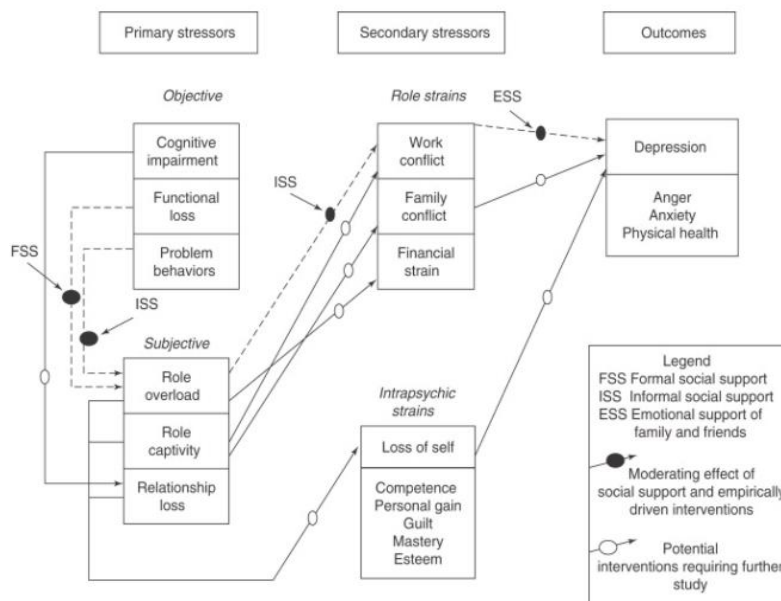 Primary stressors
Secondary stressors
Outcomes
Objective
Role strains
ESS
Cognitive
impairment
Functional
loss
Problem
behaviors
FSS
ISS
ISS
Work
conflict
Family
conflict
Financial
strain
Depression
Anger
Anxiety
Physical health
Subjective
Role
overload
Role
captivity
Relationship
loss
Intrapsychic
strains
Loss of self
Competence
Personal gain
Guilt
Mastery
Esteem
Legend
FSS Formal social support
ISS Informal social support
ESS Emotional support of
family and friends
Moderating effect of
social support and empirically
driven interventions
Potential
interventions requiring further
study